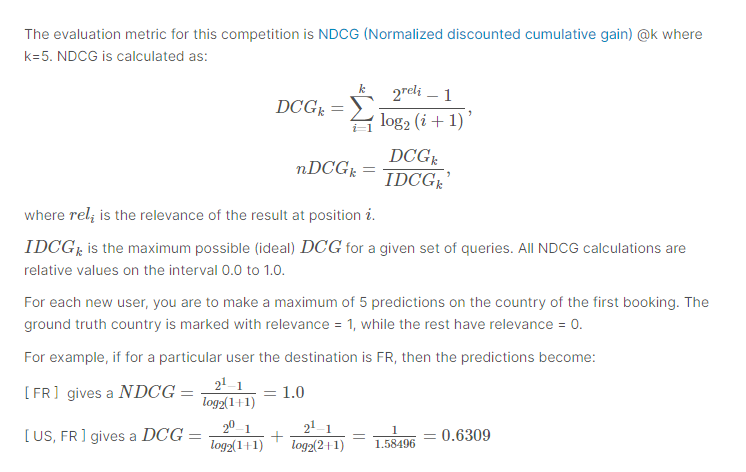 The evaluation metric for this competition is NDCG (Normalized discounted cumulative gain) @k where
k=5. NDCG is calculated as:
DCG_k = \sum_{i=1}^{k} \frac{2^{rel_i} - 1}{\log_2 (i + 1)},
nDCG_k = \frac{DCG_k}{IDCG_k},
where rel_i is the relevance of the result at position i.
IDCG_k is the maximum possible (ideal) DCG for a given set of queries. All NDCG calculations are
relative values on the interval 0.0 to 1.0.
For each new user, you are to make a maximum of 5 predictions on the country of the first booking. The
ground truth country is marked with relevance = 1, while the rest have relevance = 0.
For example, if for a particular user the destination is FR, then the predictions become:
[ FR ] gives a NDCG = \frac{2^1-1}{log_2(1+1)} = 1.0
[ US, FR ] gives a DCG = \frac{2^0-1}{log_2(1+1)} + \frac{2^1-1}{log_2(2+1)} = \frac{1}{1.58496} = 0.6309